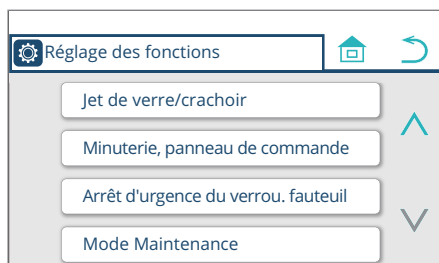 Réglage des fonctions
Jet de verre/crachoir
Minuterie, panneau de commande
Arrêt d'urgence du verrou. fauteuil
Mode Maintenance